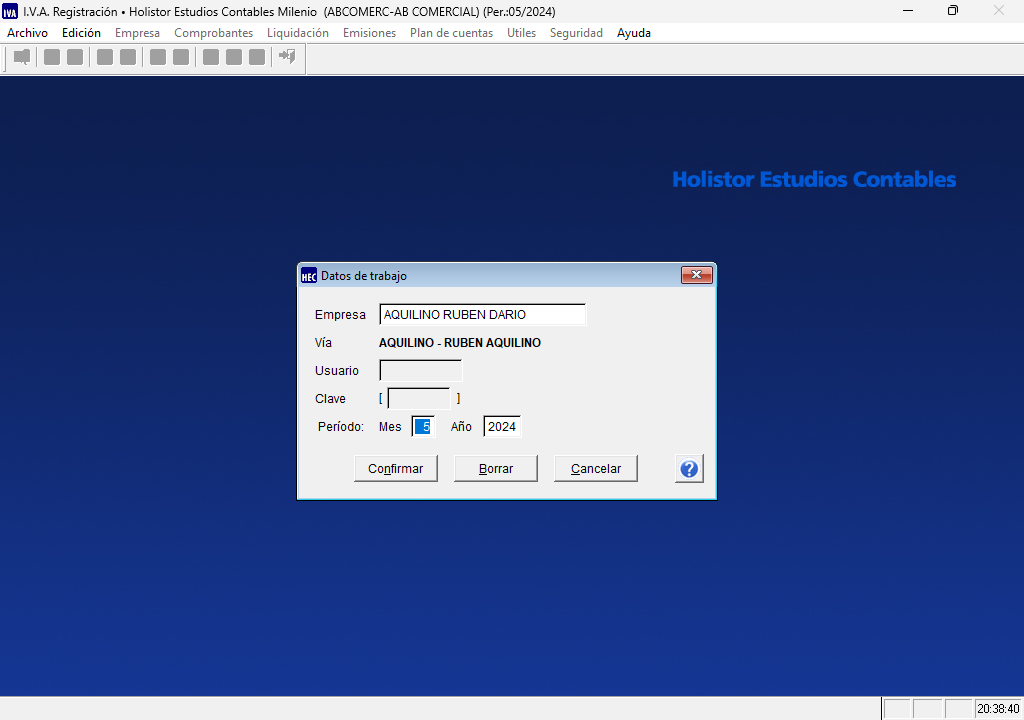 IVA I.V.A. Registración • Holistor Estudios Contables Milenio (ABCOMERC-AB COMERCIAL) (Per.:05/2024)
Archivo Edición Empresa Comprobantes Liquidación Emisiones Plan de cuentas Utiles Seguridad Ayuda
Holistor Estudios Contables
HEC Datos de trabajo
Empresa AQUILINO RUBEN DARIO
Vía AQUILINO - RUBEN AQUILINO
Usuario
Clave [ ]
Período: Mes 5 Año 2024
Confirmar Borrar Cancelar ?
20:38:40